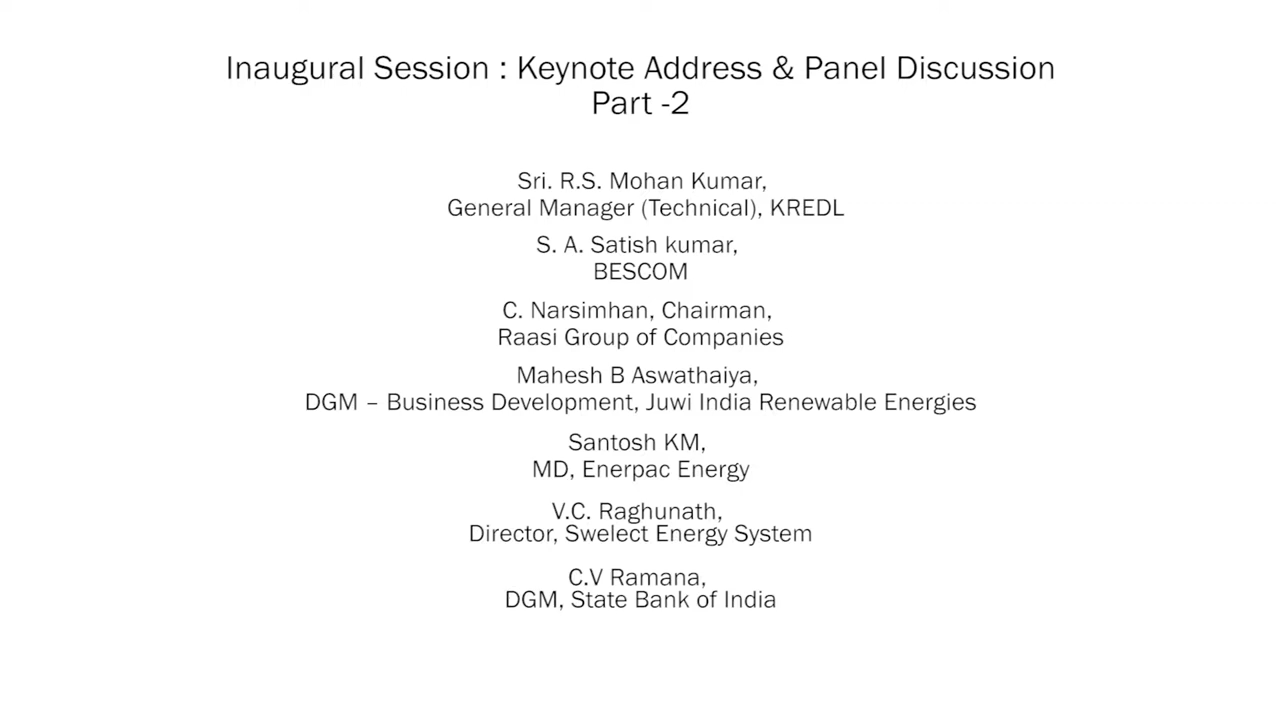 Inaugural Session : Keynote Address & Panel Discussion
Part -2
Sri. R.S. Mohan Kumar,
General Manager (Technical), KREDL
S. A. Satish kumar,
BESCOM
C. Narsimhan, Chairman,
Raasi Group of Companies
Mahesh B Aswathaiya,
DGM – Business Development, Juwi India Renewable Energies
Santosh KM,
MD, Enerpac Energy
V.C. Raghunath,
Director, Swelect Energy System
C.V Ramana,
DGM, State Bank of India